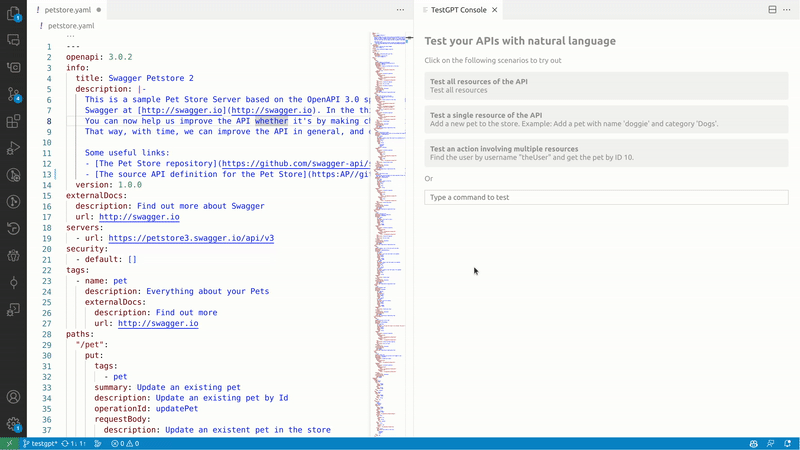 petstore.yaml
petstore.yaml
...
1 ---
2 openapi: 3.0.2
3 info:
4 title: Swagger Petstore 2
5 description: |-
6 This is a sample Pet Store Server based on the OpenAPI 3.0 sp
7 Swagger at [http://swagger.io](http://swagger.io). In the thi
8 You can now help us improve the API whether it's by making c
9 That way, with time, we can improve the API in general, and
10
11 Some useful links:
12 - [The Pet Store repository](https://github.com/swagger-api/s
13 - [The source API definition for the Pet Store](https:AP//gi
14 version: 1.0.0
15 externalDocs:
16 description: Find out more about Swagger
17 url: http://swagger.io
18 servers:
19 - url: https://petstore3.swagger.io/api/v3
20 security:
21 - default: []
22 tags:
23 - name: pet
24 description: Everything about your Pets
25 externalDocs:
26 description: Find out more
27 url: http://swagger.io
28 paths:
29 "/pet":
30 put:
31 tags:
32 - pet
33 summary: Update an existing pet
34 description: Update an existing pet by Id
35 operationId: updatePet
36 requestBody:
37 description: Update an existent pet in the store
TestGPT Console
Test your APIs with natural language
Click on the following scenarios to try out
Test all resources of the API
Test all resources
Test a single resource of the API
Add a new pet to the store. Example: Add a pet with name 'doggie' and category 'Dogs'.
Test an action involving multiple resources
Find the user by username "theUser" and get the pet by ID 10.
Or
Type a command to test
testgpt* 1↓ 1↑ 0 0